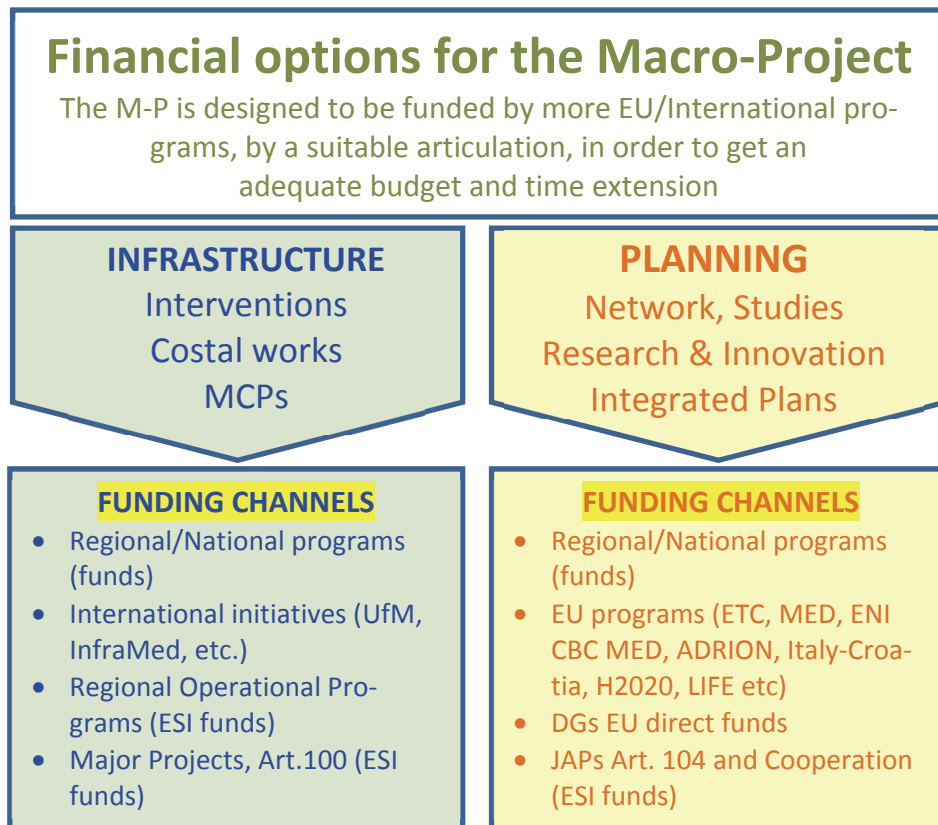 Financial options for the Macro-Project
The M-P is designed to be funded by more EU/International pro-
grams, by a suitable articulation, in order to get an
adequate budget and time extension
INFRASTRUCTURE
Interventions
Costal works
MCPs
PLANNING
Network, Studies
Research & Innovation
Integrated Plans
FUNDING CHANNELS
• Regional/National programs
(funds)
• International initiatives (UfM,
InfraMed, etc.)
• Regional Operational Pro-
grams (ESI funds)
• Major Projects, Art.100 (ESI
funds)
FUNDING CHANNELS
• Regional/National programs
(funds)
• EU programs (ETC, MED, ENI
CBC MED, ADRION, Italy-Croa-
tia, H2020, LIFE etc)
• DGs EU direct funds
• JAPs Art. 104 and Cooperation
(ESI funds)